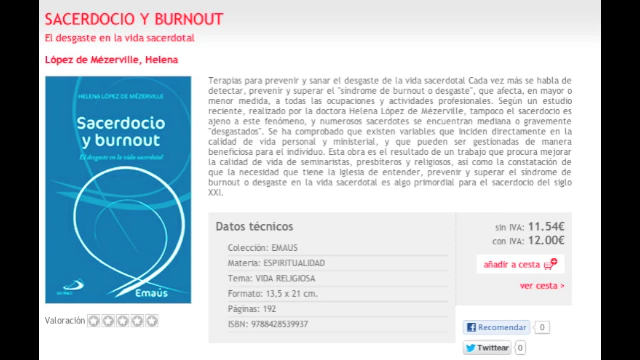 SACERDOCIO Y BURNOUT
El desgaste en la vida sacerdotal
López de Mézerville, Helena
HELENA LÓPEZ DE MÉZERVILLE
Sacerdocio
y burnout
El desgaste en la vida sacerdotal
Emaús
Valoración
Terapias para prevenir y sanar el desgaste de la vida sacerdotal Cada vez más se habla de
detectar, prevenir y superar el "síndrome de burnout o desgaste", que afecta, en mayor o
menor medida, a todas las ocupaciones y actividades profesionales. Según un estudio
reciente, realizado por la doctora Helena López de Mézerville, tampoco el sacerdocio es
ajeno a este fenómeno, y numerosos sacerdotes se encuentran mediana o gravemente
"desgastados". Se ha comprobado que existen variables que inciden directamente en la
calidad de vida personal y ministerial, y que pueden ser gestionadas de manera
beneficiosa para el individuo. Esta obra es el resultado de un trabajo que procura mejorar
la calidad de vida de seminaristas, presbíteros y religiosos, así como la constatación de
que la necesidad que tiene la Iglesia de entender, prevenir y superar el síndrome de
burnout o desgaste en la vida sacerdotal es algo primordial para el sacerdocio del siglo
XXI.
Datos técnicos
Colección: EMAUS
Materia: ESPIRITUALIDAD
Tema: VIDA RELIGIOSA
Formato: 13,5 x 21 cm.
Páginas: 192
ISBN: 9788428539937
sin IVA: 11.54€
con IVA: 12.00€
añadir a cesta
ver cesta >
Recomendar 0
Twittear 0